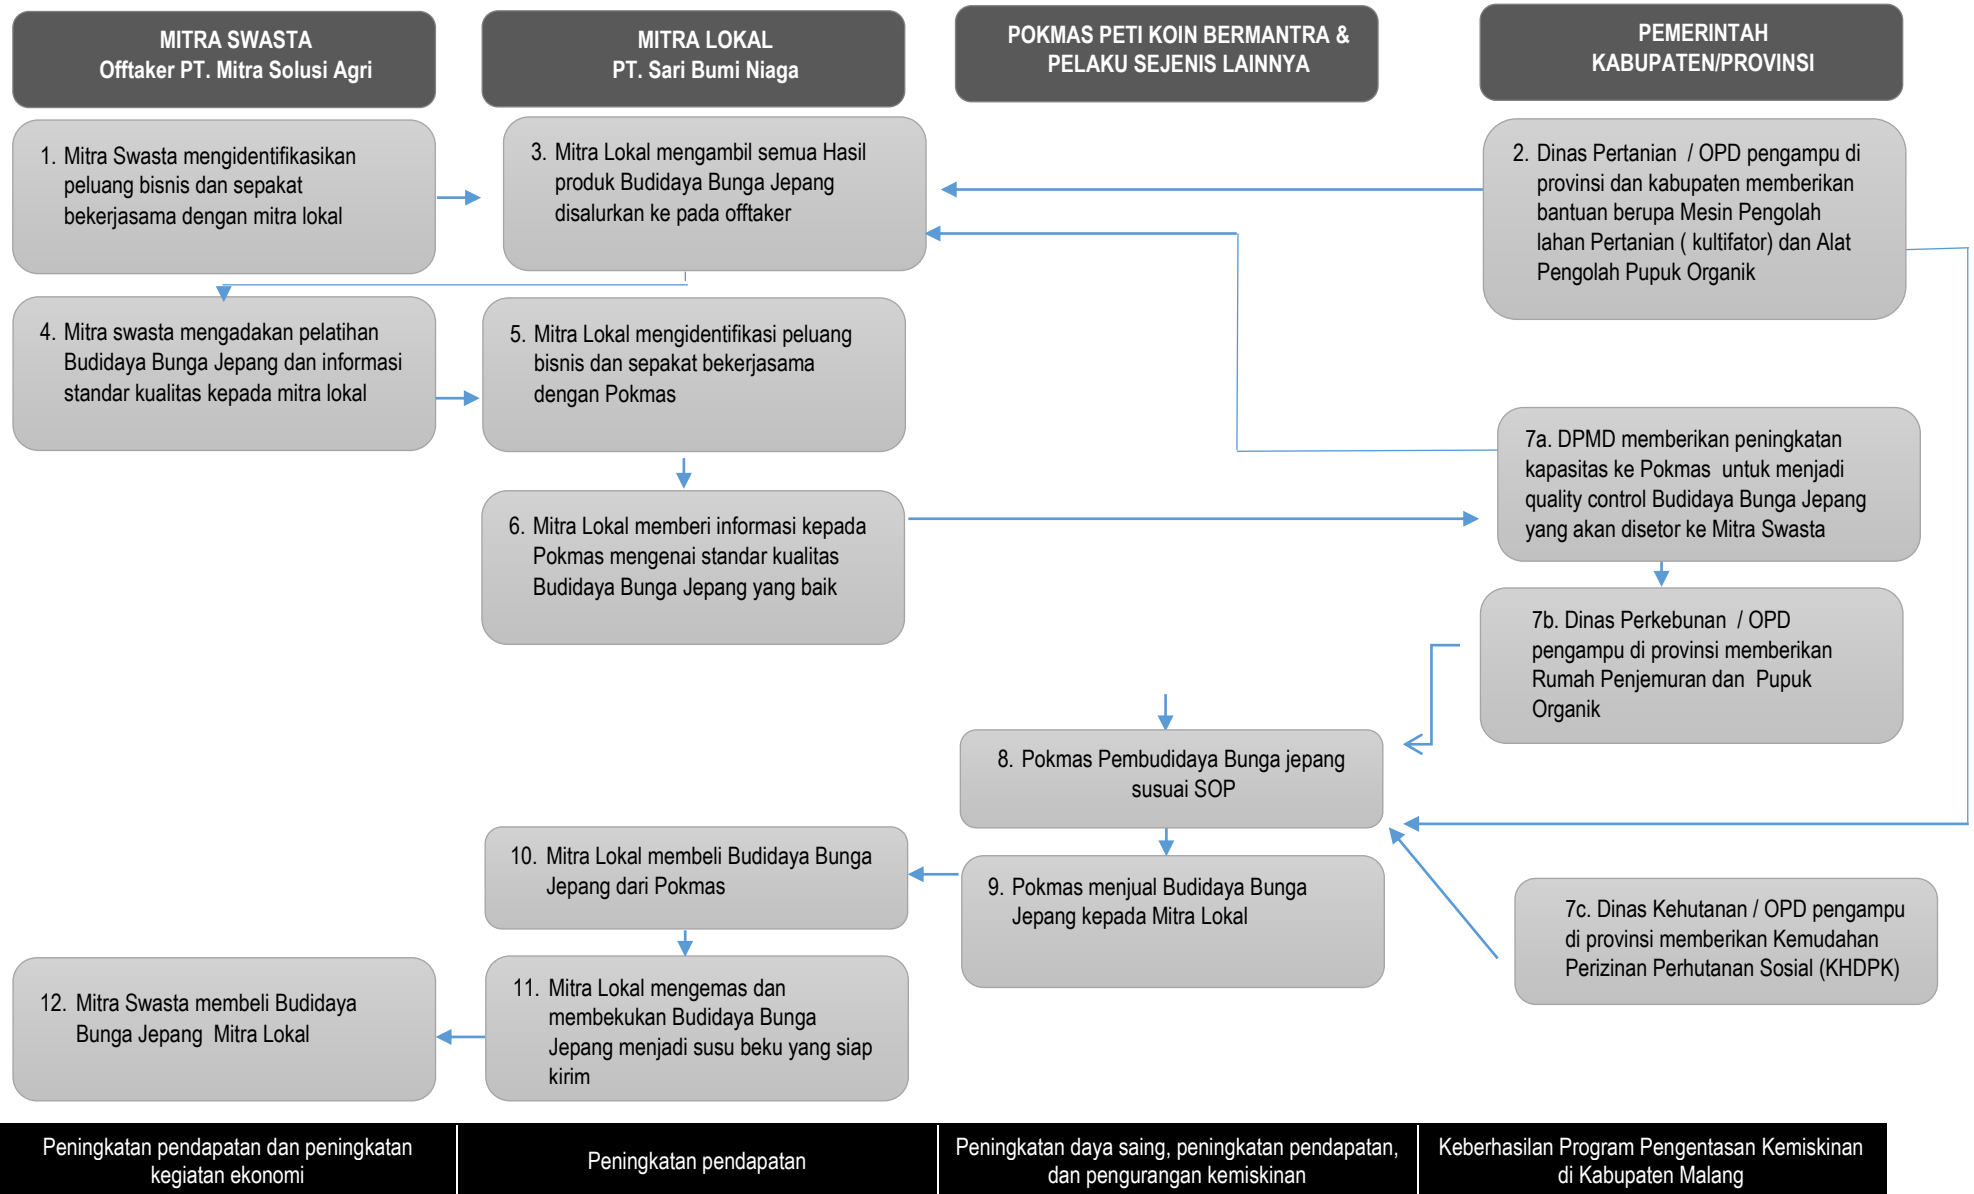 MITRA SWASTA
Offtaker PT. Mitra Solusi Agri
MITRA LOKAL
PT. Sari Bumi Niaga
POKMAS PETI KOIN BERMANTRA &
PELAKU SEJENIS LAINNYA
PEMERINTAH
KABUPATEN/PROVINSI
1. Mitra Swasta mengidentifikasikan
peluang bisnis dan sepakat
bekerjasama dengan mitra lokal
3. Mitra Lokal mengambil semua Hasil
produk Budidaya Bunga Jepang
disalurkan ke pada offtaker
2. Dinas Pertanian / OPD pengampu di
provinsi dan kabupaten memberikan
bantuan berupa Mesin Pengolah
lahan Pertanian ( kultifator) dan Alat
Pengolah Pupuk Organik
4. Mitra swasta mengadakan pelatihan
Budidaya Bunga Jepang dan informasi
standar kualitas kepada mitra lokal
5. Mitra Lokal mengidentifikasi peluang
bisnis dan sepakat bekerjasama
dengan Pokmas
7a. DPMD memberikan peningkatan
kapasitas ke Pokmas untuk menjadi
quality control Budidaya Bunga Jepang
yang akan disetor ke Mitra Swasta
6. Mitra Lokal memberi informasi kepada
Pokmas mengenai standar kualitas
Budidaya Bunga Jepang yang baik
7b. Dinas Perkebunan / OPD
pengampu di provinsi memberikan
Rumah Penjemuran dan Pupuk
Organik
8. Pokmas Pembudidaya Bunga jepang
susuai SOP
10. Mitra Lokal membeli Budidaya Bunga
Jepang dari Pokmas
9. Pokmas menjual Budidaya Bunga
Jepang kepada Mitra Lokal
7c. Dinas Kehutanan / OPD pengampu
di provinsi memberikan Kemudahan
Perizinan Perhutanan Sosial (KHDPK)
12. Mitra Swasta membeli Budidaya
Bunga Jepang Mitra Lokal
11. Mitra Lokal mengemas dan
membekukan Budidaya Bunga
Jepang menjadi susu beku yang siap
kirim
Peningkatan pendapatan dan peningkatan
kegiatan ekonomi
Peningkatan pendapatan
Peningkatan daya saing, peningkatan pendapatan,
dan pengurangan kemiskinan
Keberhasilan Program Pengentasan Kemiskinan
di Kabupaten Malang